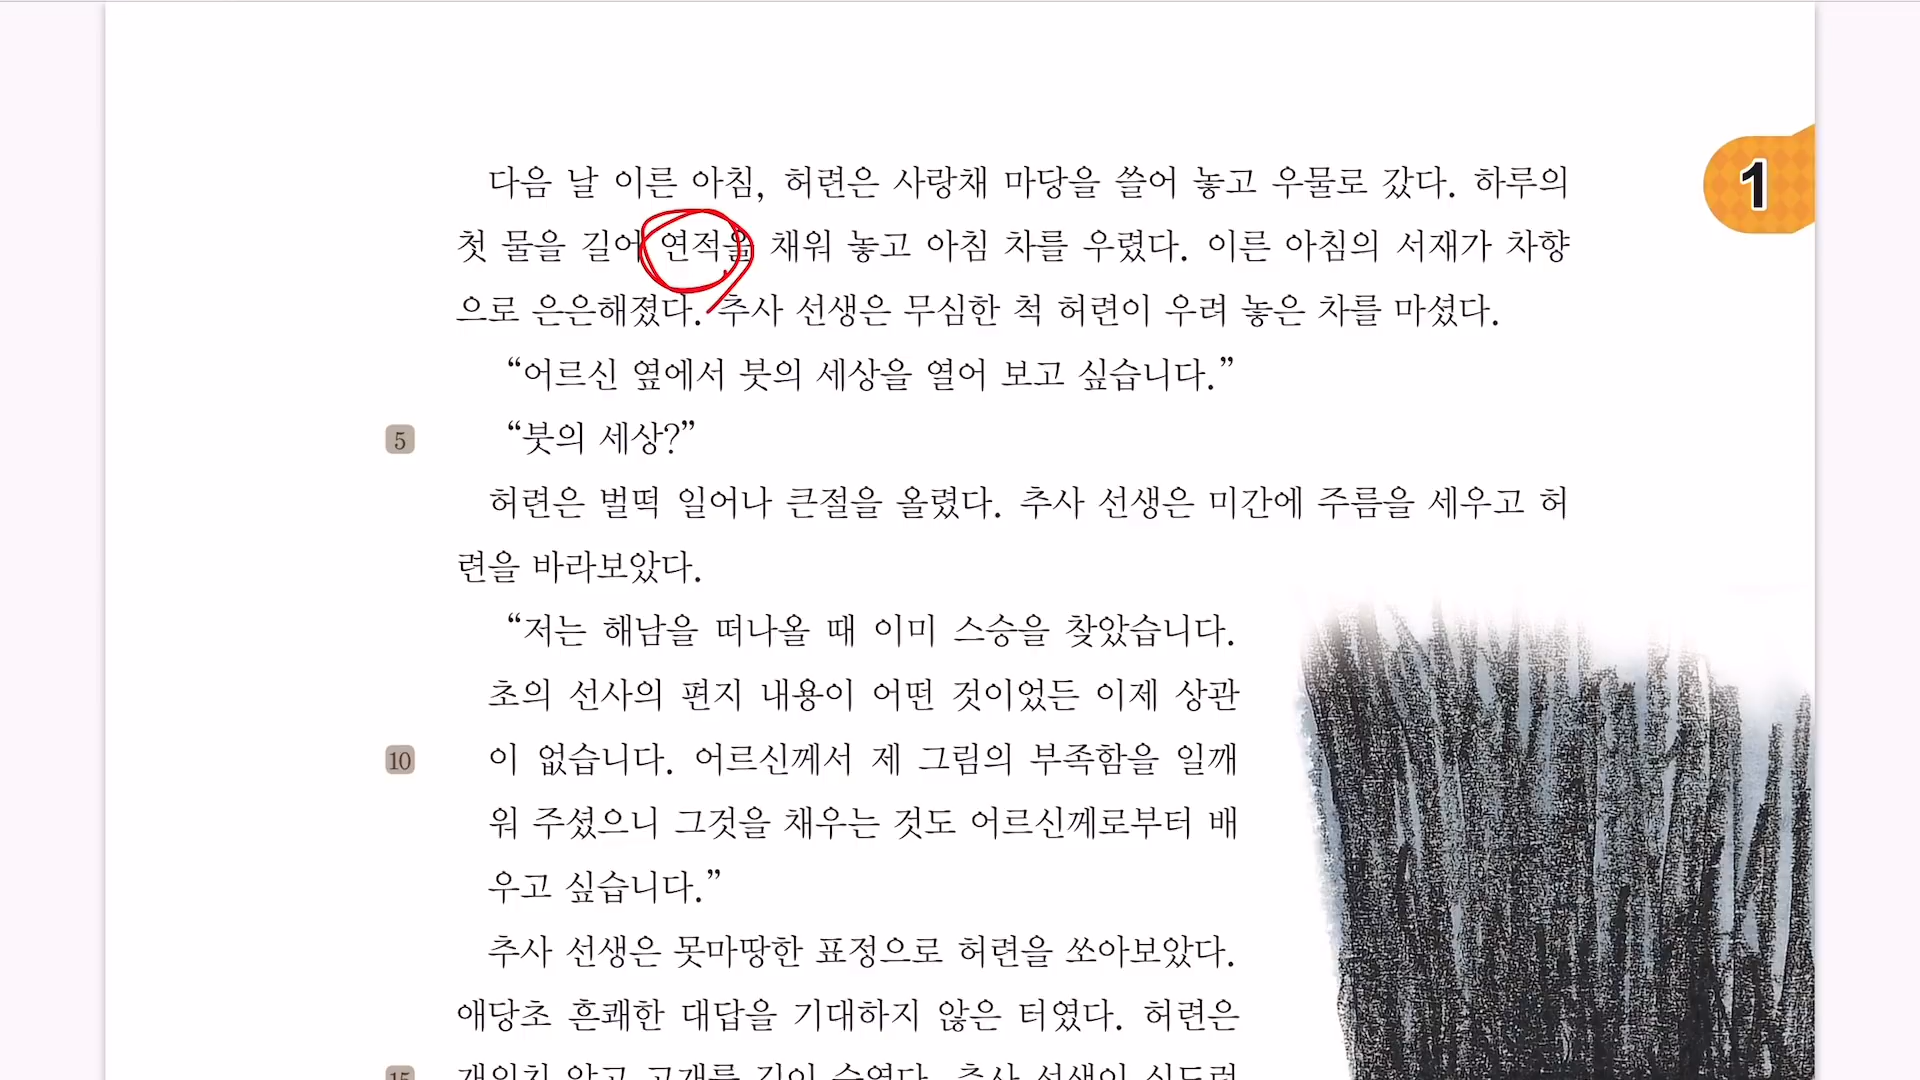 1
다음 날 이른 아침, 허련은 사랑채 마당을 쓸어 놓고 우물로 갔다. 하루의
첫 물을 길어 연적을 채워 놓고 아침 차를 우렸다. 이른 아침의 서재가 차향
으로 은은해졌다. 추사 선생은 무심한 척 허련이 우려 놓은 차를 마셨다.
“어르신 옆에서 붓의 세상을 열어 보고 싶습니다.”
5 “붓의 세상?”
허련은 벌떡 일어나 큰절을 올렸다. 추사 선생은 미간에 주름을 세우고 허
련을 바라보았다.
“저는 해남을 떠나올 때 이미 스승을 찾았습니다.
초의 선사의 편지 내용이 어떤 것이었든 이제 상관
10 이 없습니다. 어르신께서 제 그림의 부족함을 일깨
워 주셨으니 그것을 채우는 것도 어르신께로부터 배
우고 싶습니다.”
추사 선생은 못마땅한 표정으로 허련을 쏘아보았다.
애당초 흔쾌한 대답을 기대하지 않은 터였다. 허련은